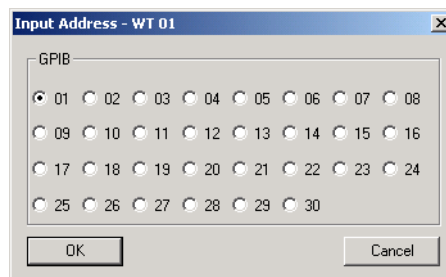 Input Address - WT 01
GPIB
01 02 03 04 05 06 07 08
09 10 11 12 13 14 15 16
17 18 19 20 21 22 23 24
25 26 27 28 29 30
OK Cancel